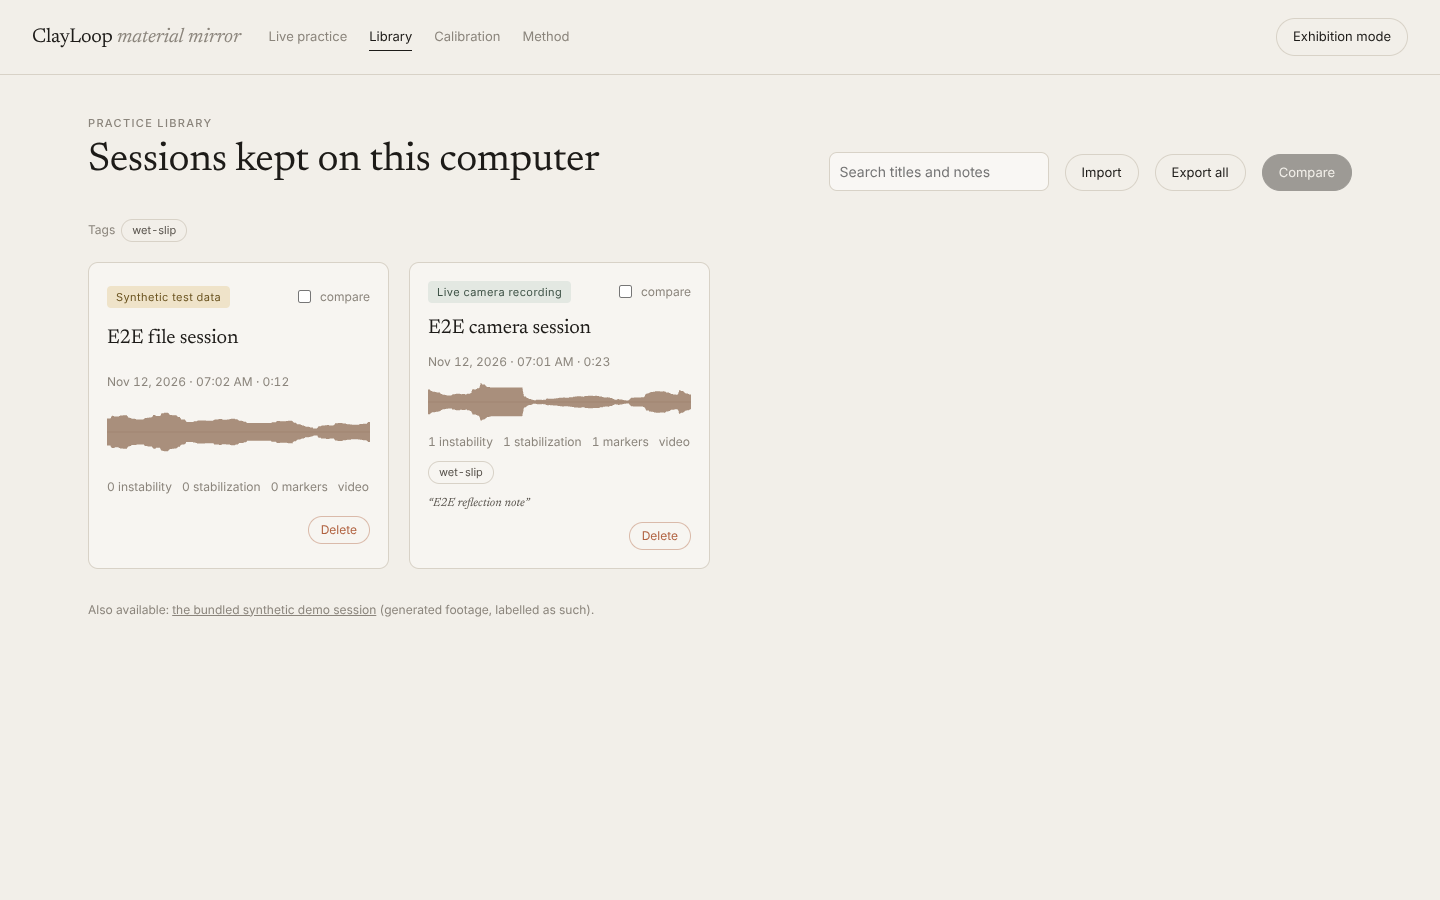 ClayLoop material mirror
Live practice
Library
Calibration
Method
Exhibition mode
PRACTICE LIBRARY
Sessions kept on this computer
Search titles and notes
Import
Export all
Compare
Tags
wet-slip
Synthetic test data
compare
E2E file session
Nov 12, 2026 · 07:02 AM · 0:12
0 instability 0 stabilization 0 markers video
Delete
Live camera recording
compare
E2E camera session
Nov 12, 2026 · 07:01 AM · 0:23
1 instability 1 stabilization 1 markers video
wet-slip
“E2E reflection note”
Delete
Also available: the bundled synthetic demo session (generated footage, labelled as such).